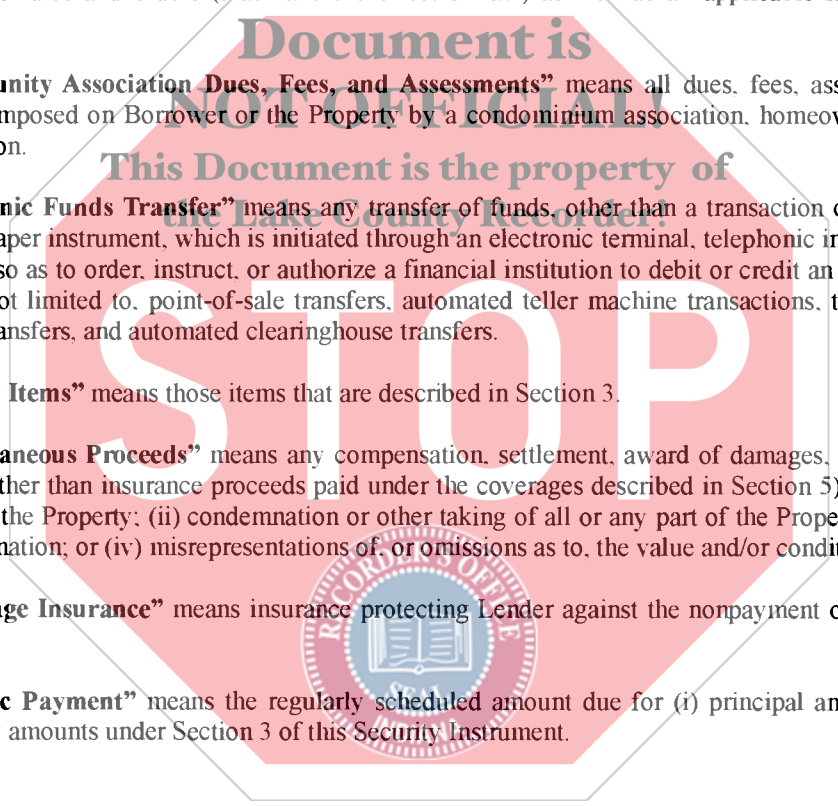 Document is
unity Association Dues, Fees, and Assessments” means all dues, fees, ass
NOT OFFICIAL!
mposed on Borrower or the Property by a condominium association, homeov
on.
This Document is the property of
nic Funds Transfer” means any transfer of funds, other than a transaction
the Lake County Recorder!
aper instrument, which is initiated through an electronic terminal, telephonic in
so as to order, instruct, or authorize a financial institution to debit or credit an
ot limited to, point-of-sale transfers, automated teller machine transactions, t
ansfers, and automated clearinghouse transfers.
STOP
Items” means those items that are described in Section 3.
aneous Proceeds” means any compensation, settlement, award of damages,
ther than insurance proceeds paid under the coverages described in Section 5)
the Property; (ii) condemnation or other taking of all or any part of the Prope
nation; or (iv) misrepresentations of, or omissions as to, the value and/or condit
RECORDER'S OFFICE
ge Insurance” means insurance protecting Lender against the nonpayment o
SEAL
c Payment” means the regularly scheduled amount due for (i) principal an
INDIANA
amounts under Section 3 of this Security Instrument.